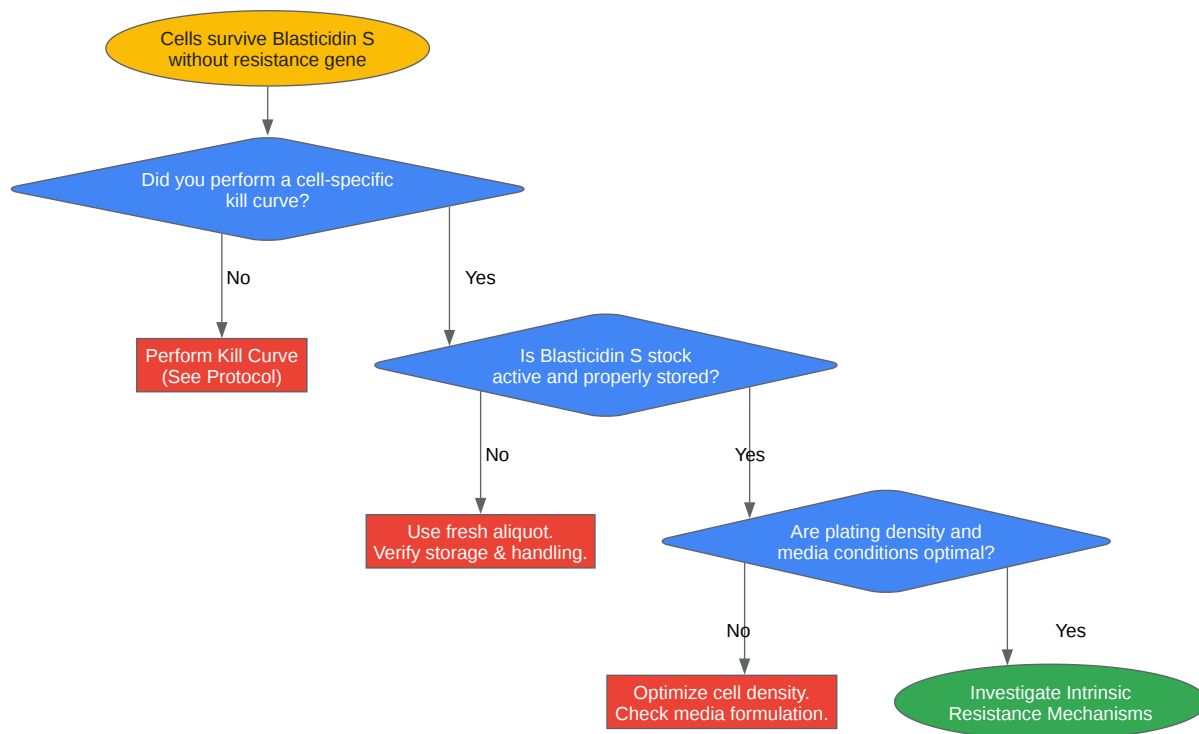 Cells survive Blasticidin S
without resistance gene
Did you perform a cell-specific
kill curve?
No
Yes
Perform Kill Curve
(See Protocol)
Is Blasticidin S stock
active and properly stored?
No
Yes
Use fresh aliquot.
Verify storage & handling.
Are plating density and
media conditions optimal?
No
Yes
Optimize cell density.
Check media formulation.
Investigate Intrinsic
Resistance Mechanisms